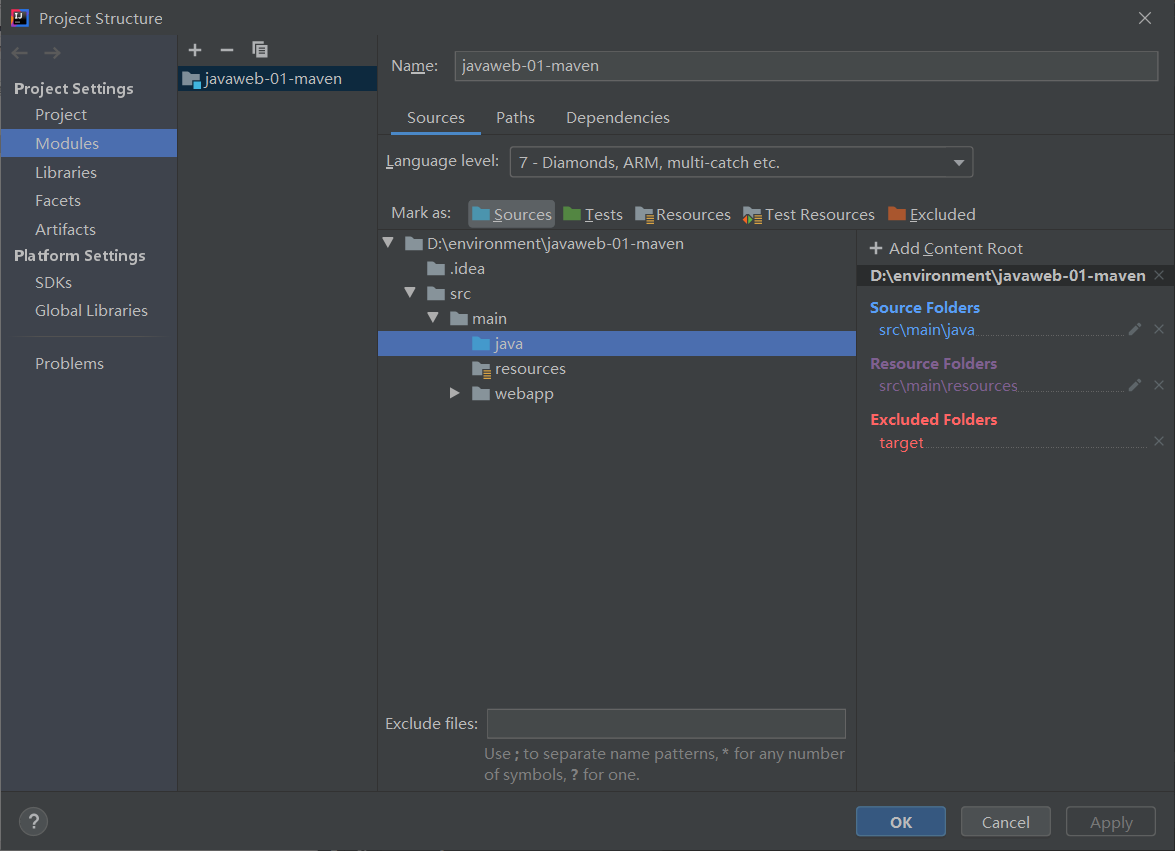 Project Structure
Project Settings
Project
Modules
Libraries
Facets
Artifacts
Platform Settings
SDKs
Global Libraries
Problems
javaweb-01-maven
Name: javaweb-01-maven
Sources Paths Dependencies
Language level: 7 - Diamonds, ARM, multi-catch etc.
Mark as: Sources Tests Resources Test Resources Excluded
D:\environment\javaweb-01-maven
.idea
src
main
java
resources
webapp
Exclude files:
Use ; to separate name patterns, * for any number
of symbols, ? for one.
+ Add Content Root
D:\environment\javaweb-01-maven
Source Folders
src\main\java
Resource Folders
src\main\resources
Excluded Folders
target
?
OK Cancel Apply